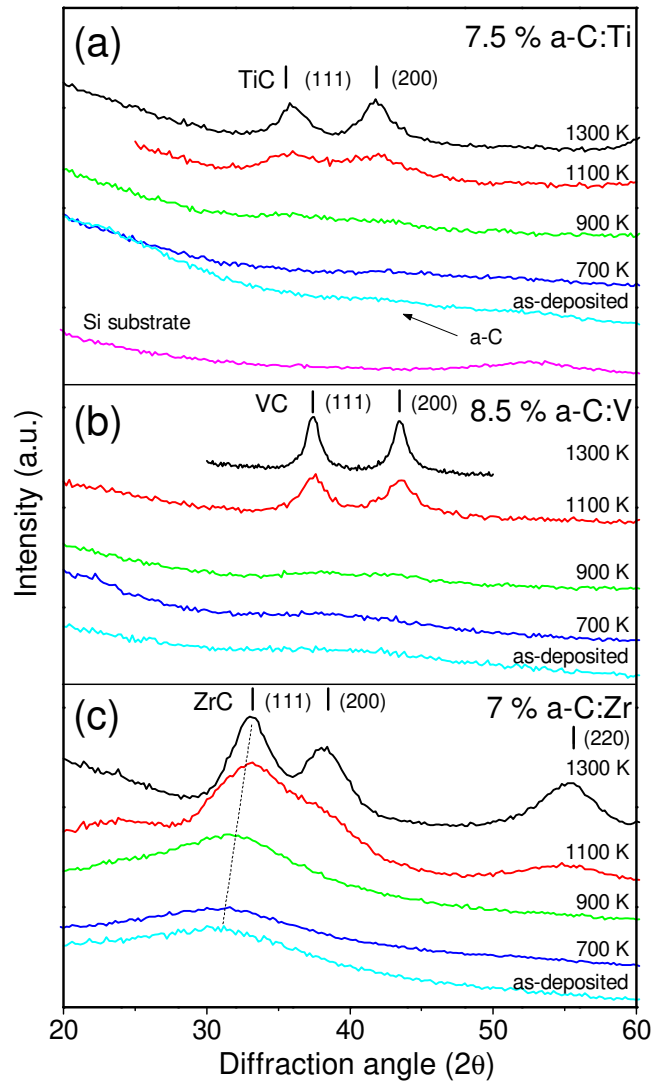 (a) 7.5 % a-C:Ti
TiC (111) (200)
1300 K
1100 K
900 K
700 K
as-deposited
Si substrate
a-C
(b) 8.5 % a-C:V
VC (111) (200)
1300 K
1100 K
900 K
700 K
as-deposited
(c) 7 % a-C:Zr
ZrC (111) (200)
(220)
1300 K
1100 K
900 K
700 K
as-deposited
Intensity (a.u.)
20 30 40 50 60
Diffraction angle (2θ)